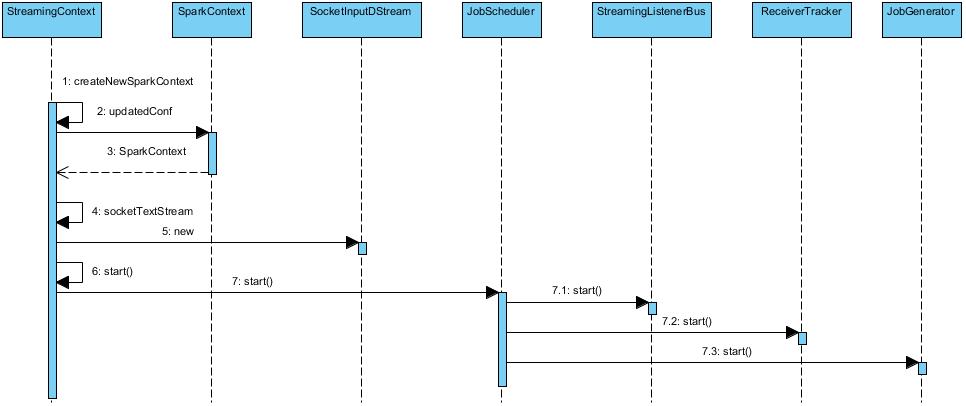 StreamingContext
SparkContext
SocketInputDStream
JobScheduler
StreamingListenerBus
ReceiverTracker
JobGenerator
1: createNewSparkContext
2: updatedConf
3: SparkContext
4: socketTextStream
5: new
6: start()
7: start()
7.1: start()
7.2: start()
7.3: start()